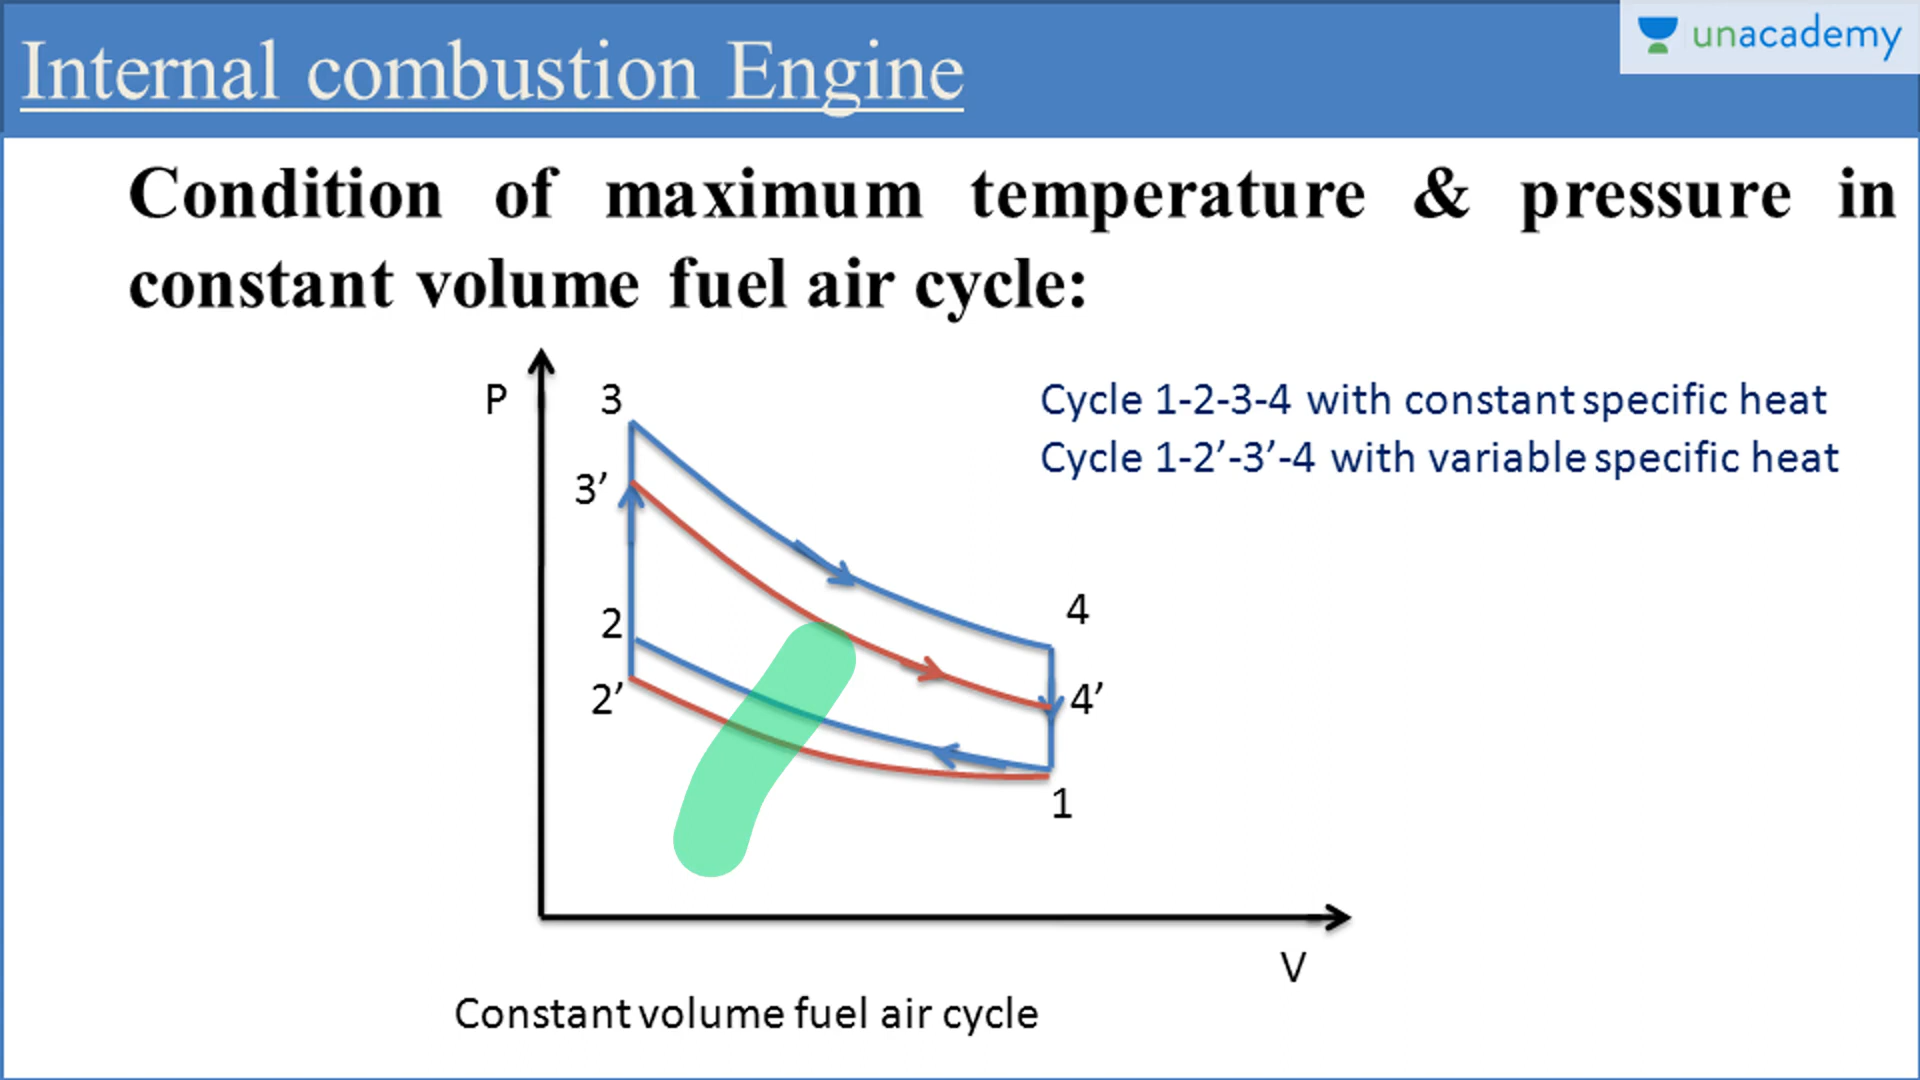 Internal combustion Engine
unacademy
Condition of maximum temperature & pressure in
constant volume fuel air cycle:
P
3
Cycle 1-2-3-4 with constant specific heat
Cycle 1-2’-3’-4 with variable specific heat
3’
2
4
2’
4’
1
V
Constant volume fuel air cycle